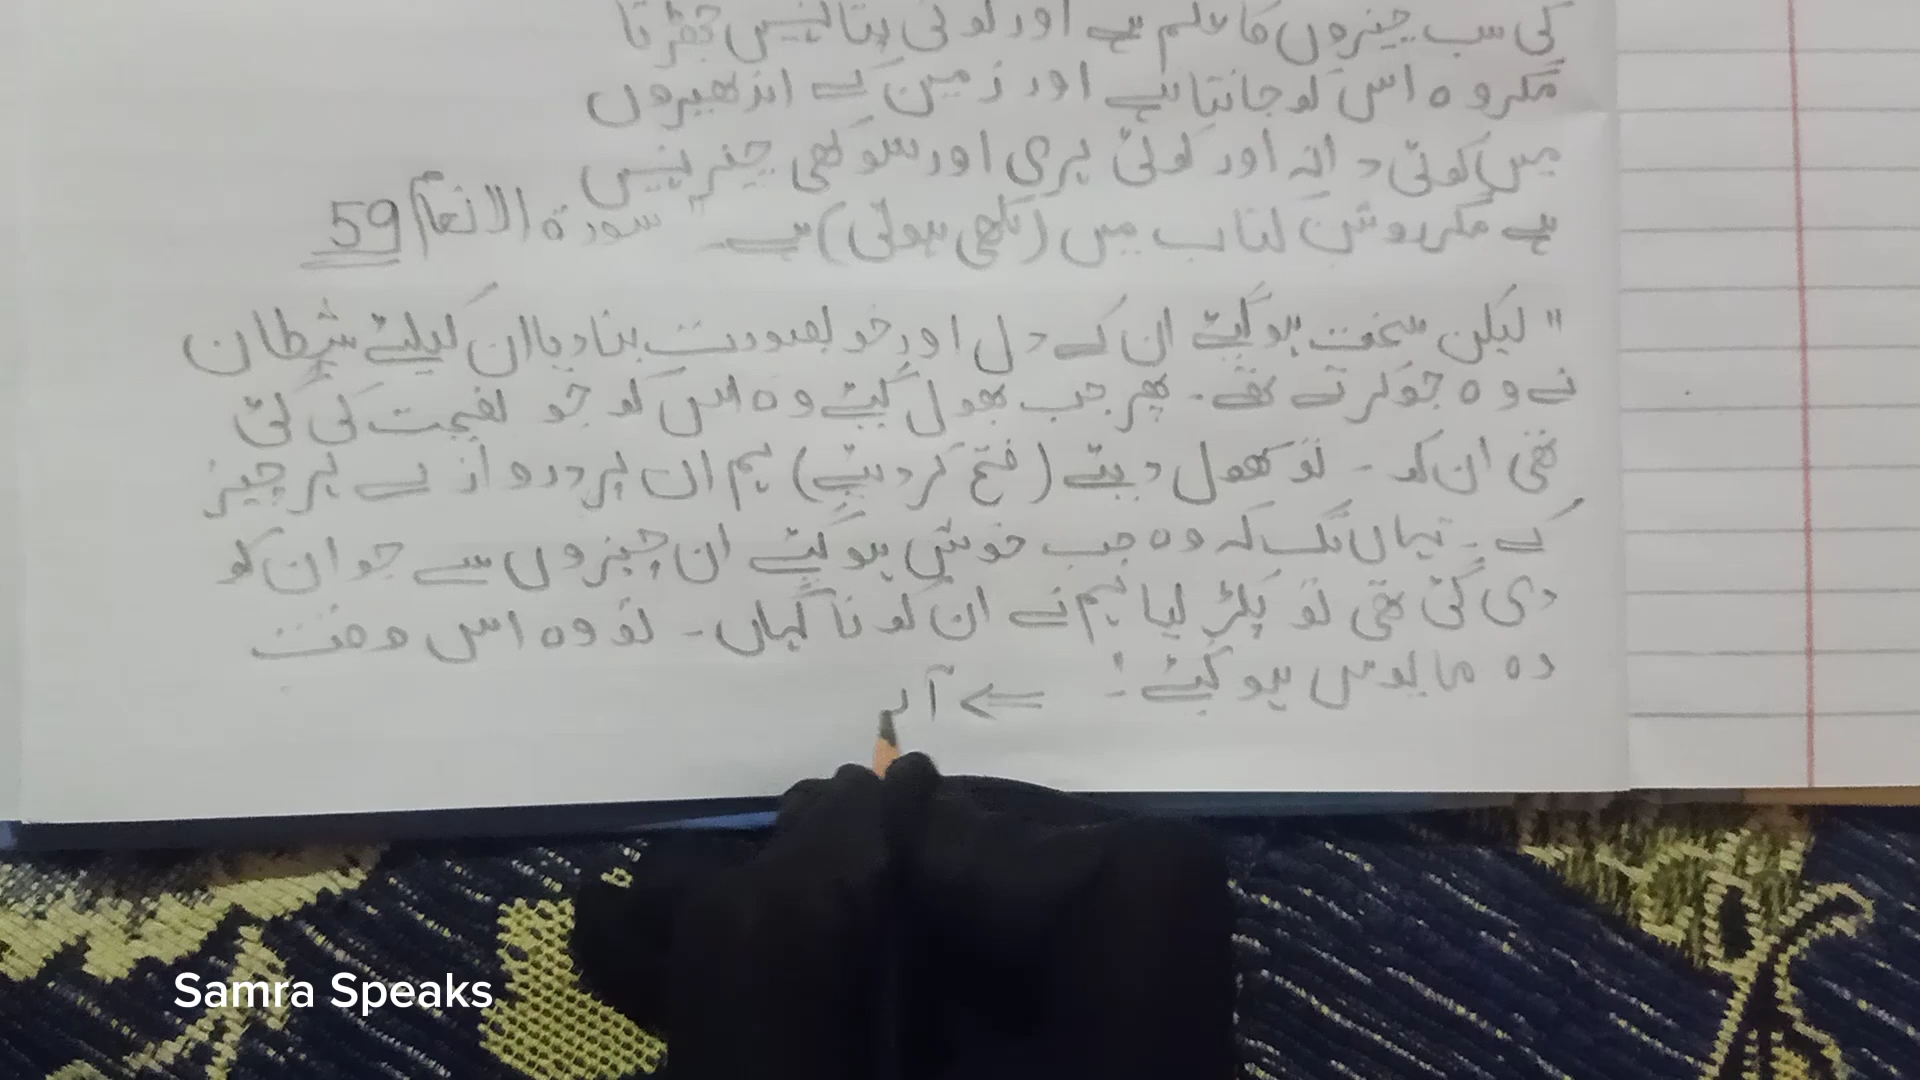 کی سب چیزوں کا علم ہے اور کوئی پتا نہیں جھڑتا
مگر وہ اس کو جانتا ہے اور زمین کے اندھیروں
میں کوئی دانہ اور کوئی ہری اور سوکھی چیز نہیں
ہے مگر روشن کتاب میں (لکھی ہوئی) ہے۔" سورۃ الانعام 59
"لیکن سخت ہو گئے ان کے دل اور خوبصورت بنا دیا ان کیلئے شیطان
نے وہ جو کرتے تھے۔ پھر جب بھول گئے وہ اس کو جو نصیحت کی گئی
تھی ان کو۔ تو کھول دیئے (فتح کر دیئے) ہم ان پر دروازے ہر چیز
کے۔ یہاں تک کہ وہ جب خوش ہو گئے ان چیزوں سے جو ان کو
دی گئی تھی تو پکڑ لیا ہم نے ان کو ناگہاں۔ تو وہ اس وقت
وہ مایوس ہو گئے! ⇐
Samra Speaks